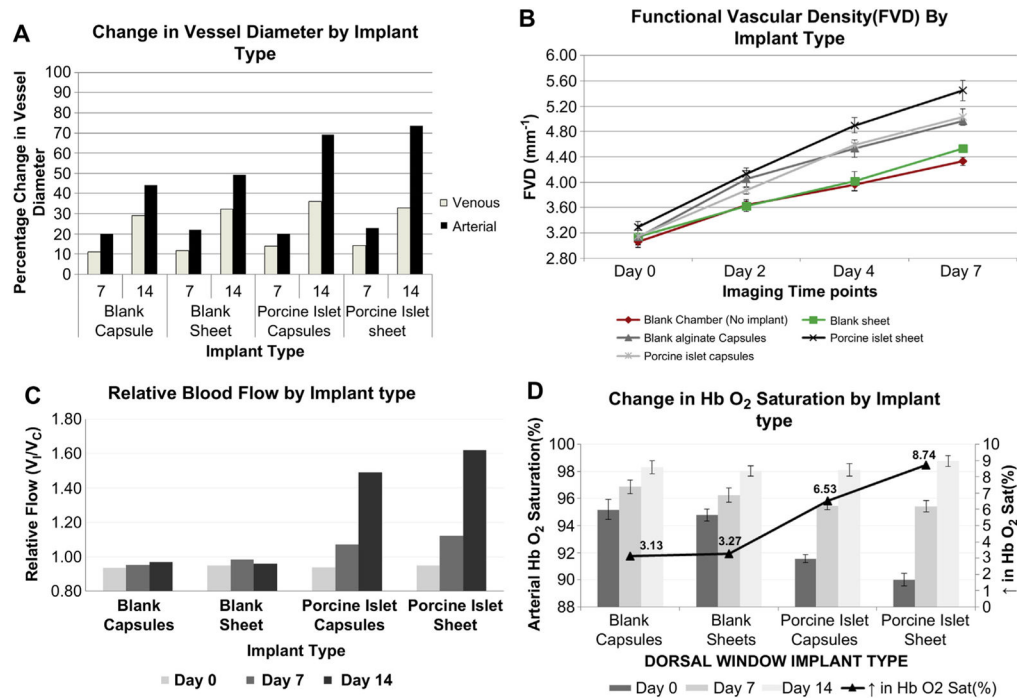 A
Change in Vessel Diameter by Implant
Type
Percentage Change in Vessel
Diameter
100
90
80
70
60
50
40
30
20
10
0
7 14 7 14 7 14 7 14
Blank Blank Porcine Islet Porcine Islet
Capsule Sheet Capsules sheet
Implant Type
Venous
Arterial
B
Functional Vascular Density(FVD) By
Implant Type
FVD (mm-1)
6.00
5.20
4.40
4.00
3.60
3.20
2.80
Day 0 Day 2 Day 4 Day 7
Imaging Time points
Blank Chamber (No implant) Blank sheet
Blank alginate Capsules Porcine islet sheet
Porcine islet capsules
C
Relative Blood Flow by Implant type
Relative Flow (VI/VC)
1.80
1.60
1.40
1.20
1.00
0.80
Blank Blank Porcine Islet Porcine Islet
Capsules Sheet Capsules Sheet
Implant Type
Day 0 Day 7 Day 14
D
Change in Hb O2 Saturation by Implant
type
Arterial Hb O2 Saturation(%)
100
98
96
94
92
90
88
3.13 3.27 6.53 8.74
10
9
8
7
6
5
4
3
2
1
0
↑ in Hb O2 Sat(%)
Blank Blank Porcine Islet Porcine Islet
Capsules Sheets Capsules Sheet
DORSAL WINDOW IMPLANT TYPE
Day 0 Day 7 Day 14 ↑ in Hb O2 Sat(%)